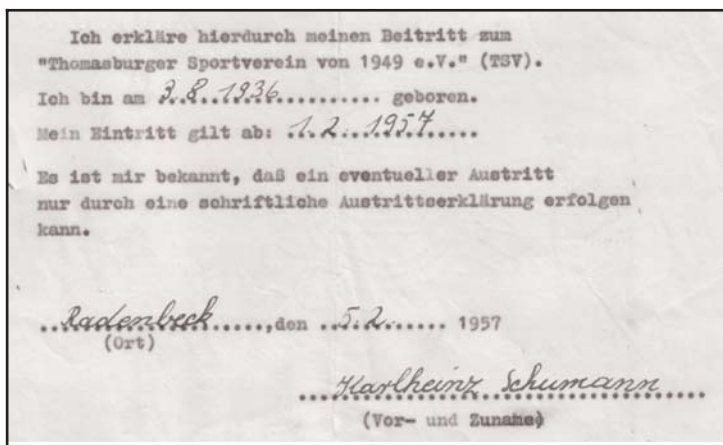 Ich erkläre hierdurch meinen Beitritt zum
"Thomasburger Sportverein von 1949 e.V." (TSV).
Ich bin am 3.8.1936 geboren.
Mein Eintritt gilt ab: 1.2.1957
Es ist mir bekannt, daß ein eventueller Austritt
nur durch eine schriftliche Austrittserklärung erfolgen
kann.
Radenbeck, den 5.2. 1957
(Ort)
Karlheinz Schumann
(Vor- und Zuname)